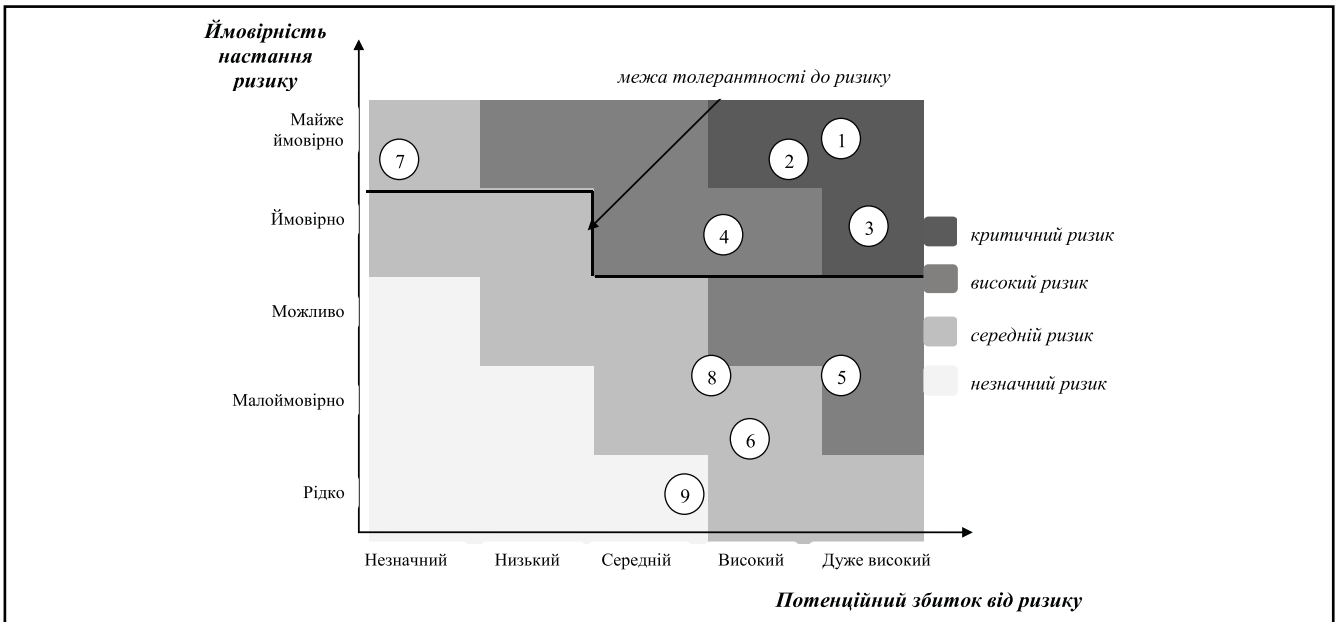 Ймовірність
настання
ризику
межа толерантності до ризику
Майже
ймовірно
1
2
7
Ймовірно
3
4
критичний ризик
високий ризик
Можливо
середній ризик
8
5
незначний ризик
Малоймовірно
6
Рідко
9
Незначний Низький Середній Високий Дуже високий
Потенційний збиток від ризику